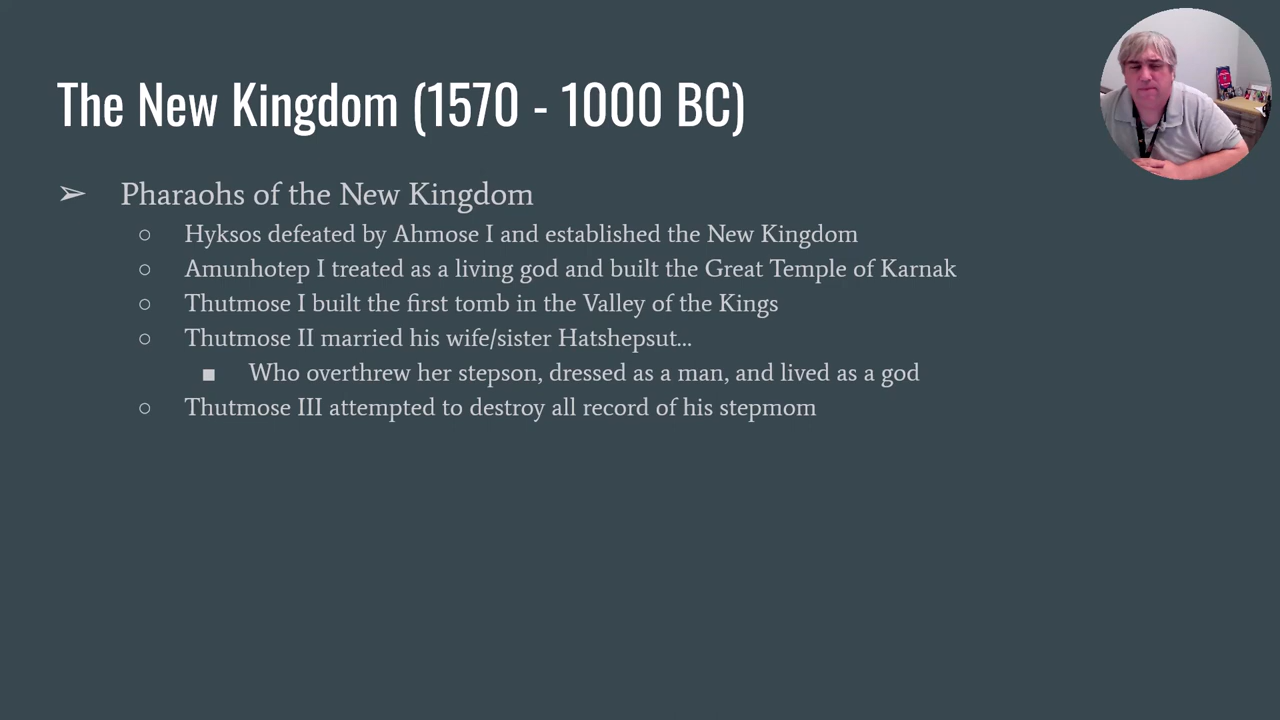 The New Kingdom (1570 - 1000 BC)
➢ Pharaohs of the New Kingdom
○ Hyksos defeated by Ahmose I and established the New Kingdom
○ Amunhotep I treated as a living god and built the Great Temple of Karnak
○ Thutmose I built the first tomb in the Valley of the Kings
○ Thutmose II married his wife/sister Hatshepsut...
■ Who overthrew her stepson, dressed as a man, and lived as a god
○ Thutmose III attempted to destroy all record of his stepmom